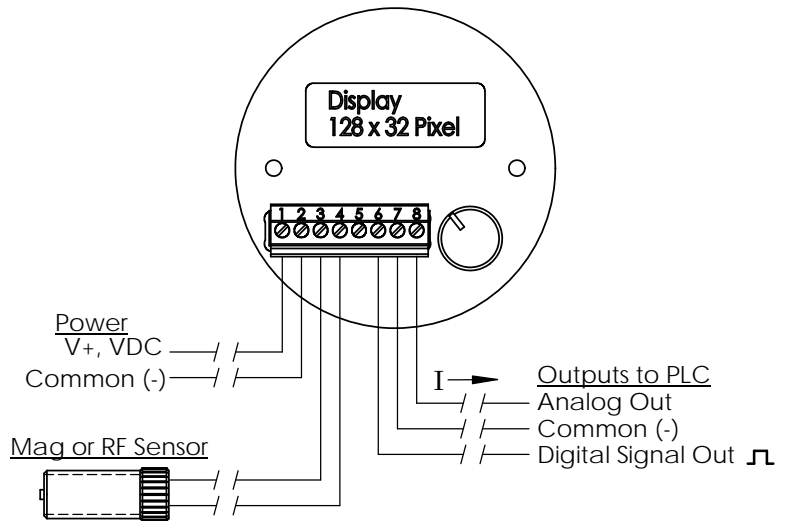 Display
128 x 32 Pixel
1 2 3 4 5 6 7 8
Power
V+, VDC
Common (-)
Mag or RF Sensor
I
Outputs to PLC
Analog Out
Common (-)
Digital Signal Out